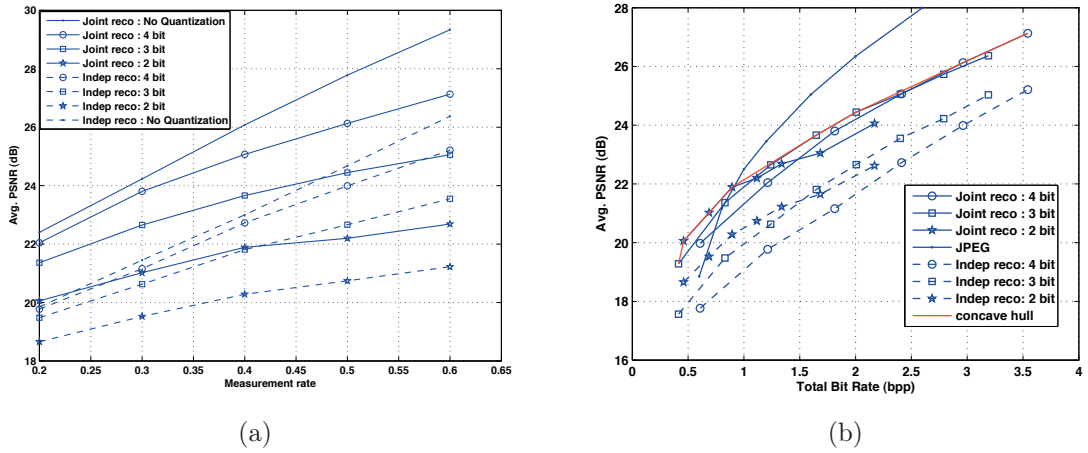 30
28
26
24
22
20
18
Avg. PSNR (dB)
0.2
0.25
0.3
0.35
0.4
0.45
0.5
0.55
0.6
0.65
Measurement rate
Joint reco : No Quantization
Joint reco : 4 bit
Joint reco : 3 bit
Joint reco : 2 bit
Indep reco : 4 bit
Indep reco : 3 bit
Indep reco : 2 bit
Indep reco : No Quantization
(a)
28
26
24
22
20
18
16
Avg. PSNR (dB)
0
0.5
1
1.5
2
2.5
3
3.5
4
Total Bit Rate (bpp)
Joint reco : 4 bit
Joint reco : 3 bit
Joint reco : 2 bit
JPEG
Indep reco: 4 bit
Indep reco: 3 bit
Indep reco: 2 bit
concave hull
(b)